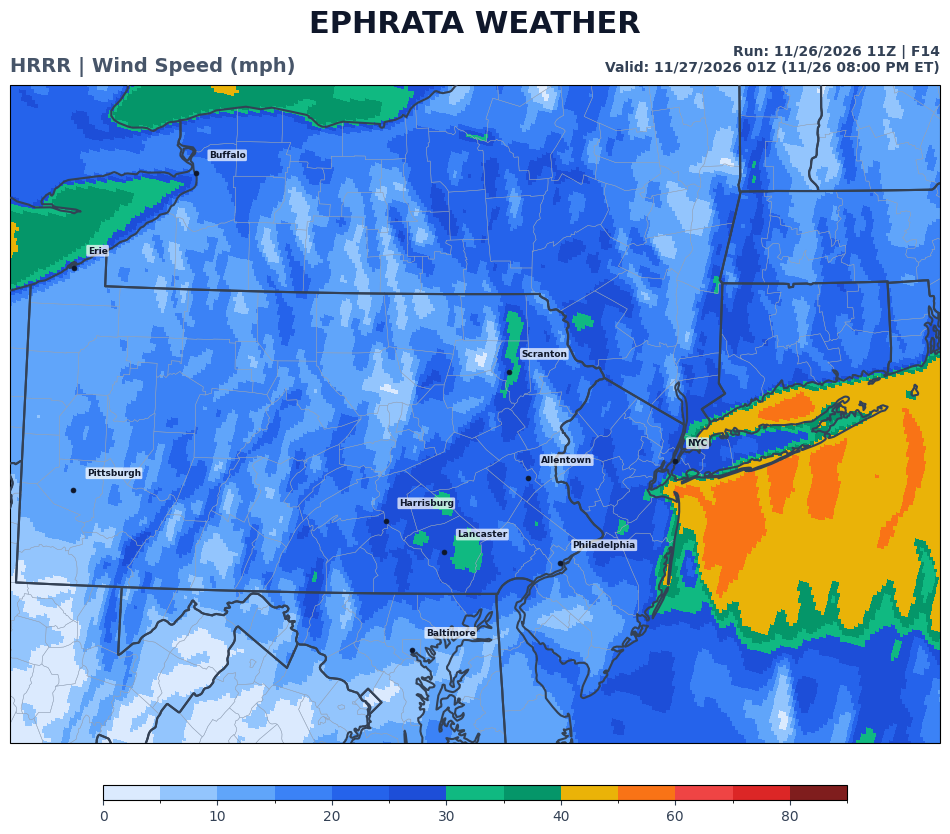 EPHRATA WEATHER
HRRR | Wind Speed (mph)
Run: 11/26/2026 11Z | F14
Valid: 11/27/2026 01Z (11/26 08:00 PM ET)
Buffalo
Erie
Scranton
NYC
Allentown
Pittsburgh
Harrisburg
Lancaster
Philadelphia
Baltimore
0 10 20 30 40 50 60 70 80